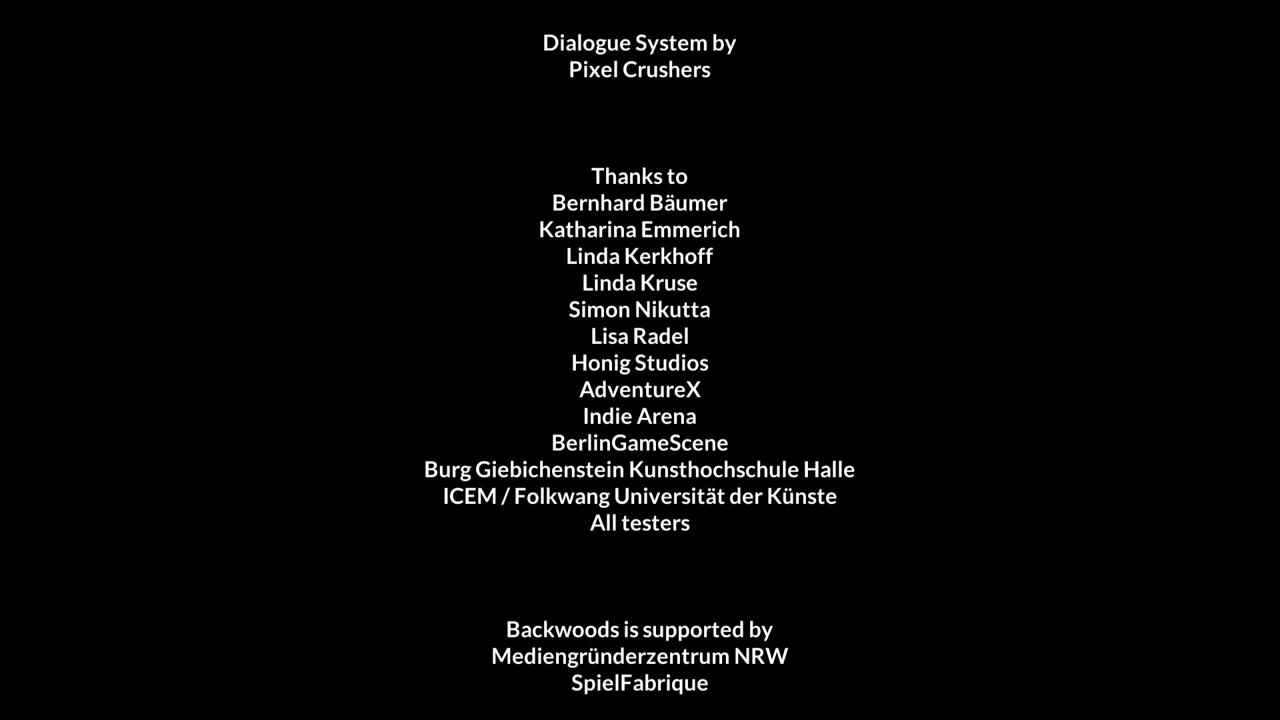 Dialogue System by
Pixel Crushers
Thanks to
Bernhard Bäumer
Katharina Emmerich
Linda Kerkhoff
Linda Kruse
Simon Nikutta
Lisa Radel
Honig Studios
AdventureX
Indie Arena
BerlinGameScene
Burg Giebichenstein Kunsthochschule Halle
ICEM / Folkwang Universität der Künste
All testers
Backwoods is supported by
Mediengründerzentrum NRW
SpielFabrique